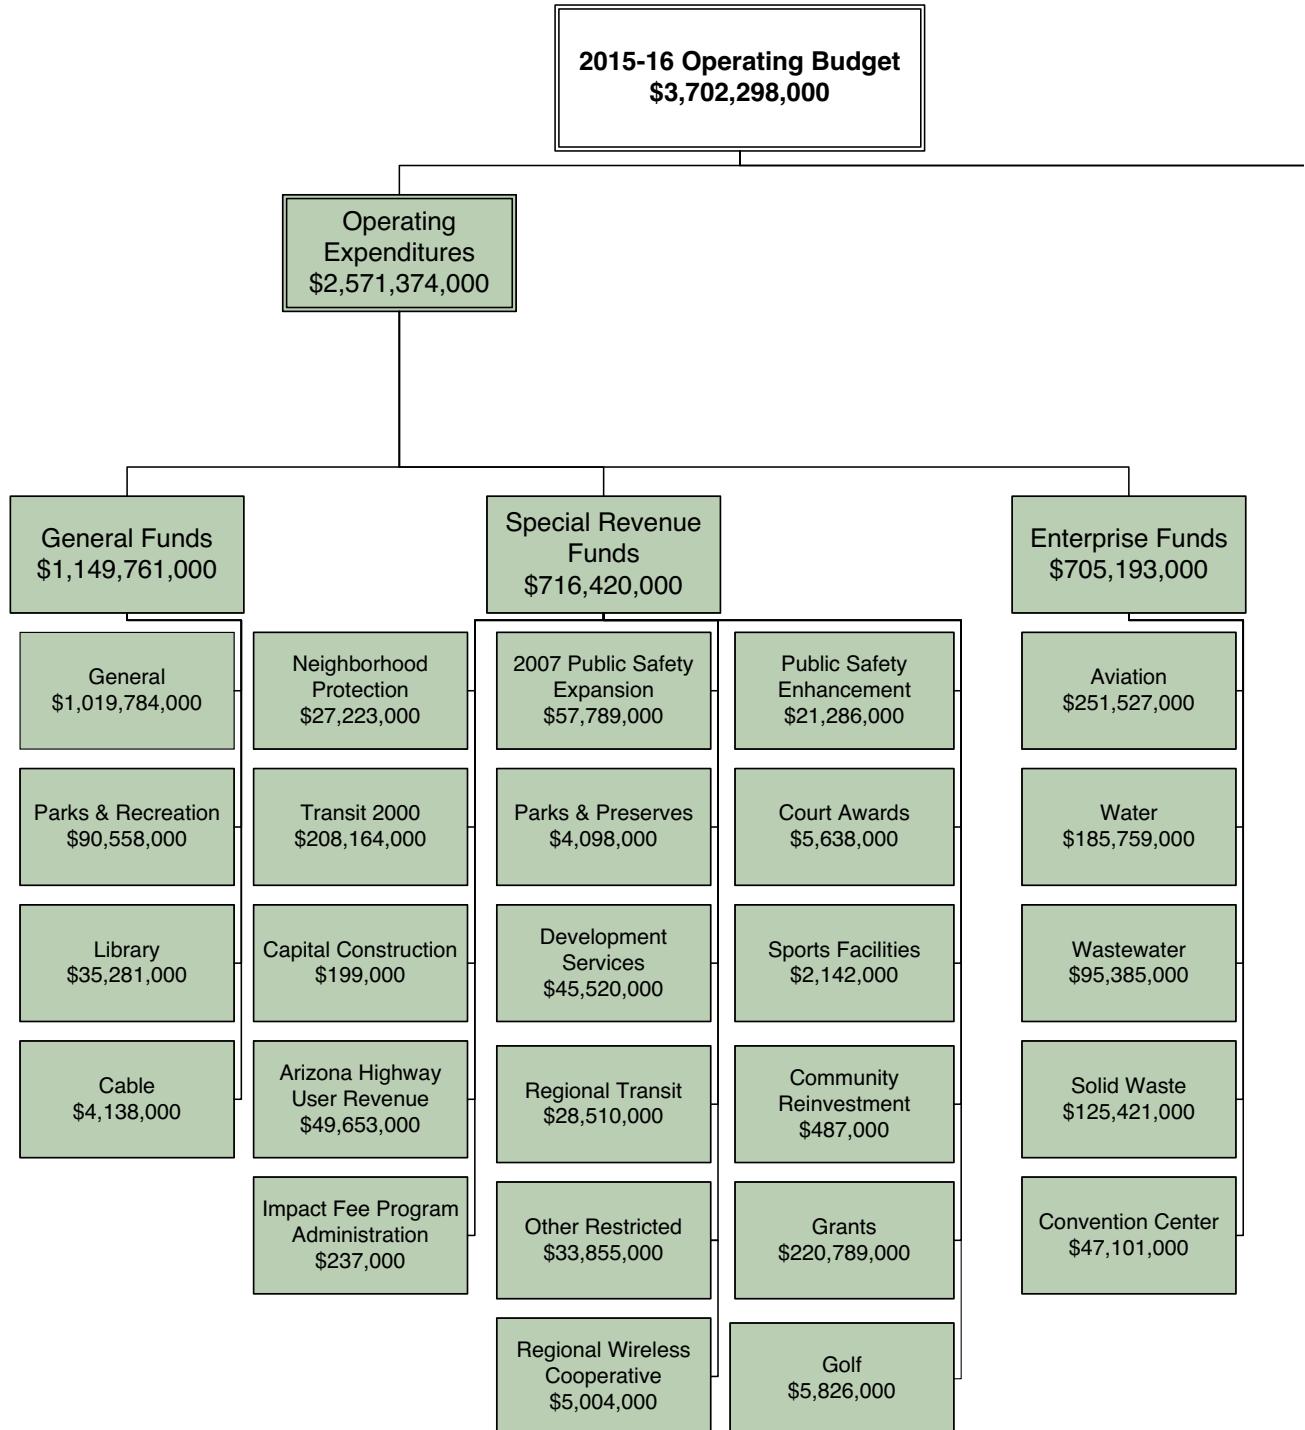 2015-16 Operating Budget
$3,702,298,000
Operating
Expenditures
$2,571,374,000
General Funds
$1,149,761,000
Special Revenue
Funds
$716,420,000
Enterprise Funds
$705,193,000
General
$1,019,784,000
Neighborhood
Protection
$27,223,000
2007 Public Safety
Expansion
$57,789,000
Public Safety
Enhancement
$21,286,000
Aviation
$251,527,000
Parks & Recreation
$90,558,000
Transit 2000
$208,164,000
Parks & Preserves
$4,098,000
Court Awards
$5,638,000
Water
$185,759,000
Library
$35,281,000
Capital Construction
$199,000
Development
Services
$45,520,000
Sports Facilities
$2,142,000
Wastewater
$95,385,000
Cable
$4,138,000
Arizona Highway
User Revenue
$49,653,000
Regional Transit
$28,510,000
Community
Reinvestment
$487,000
Solid Waste
$125,421,000
Impact Fee Program
Administration
$237,000
Other Restricted
$33,855,000
Grants
$220,789,000
Convention Center
$47,101,000
Regional Wireless
Cooperative
$5,004,000
Golf
$5,826,000